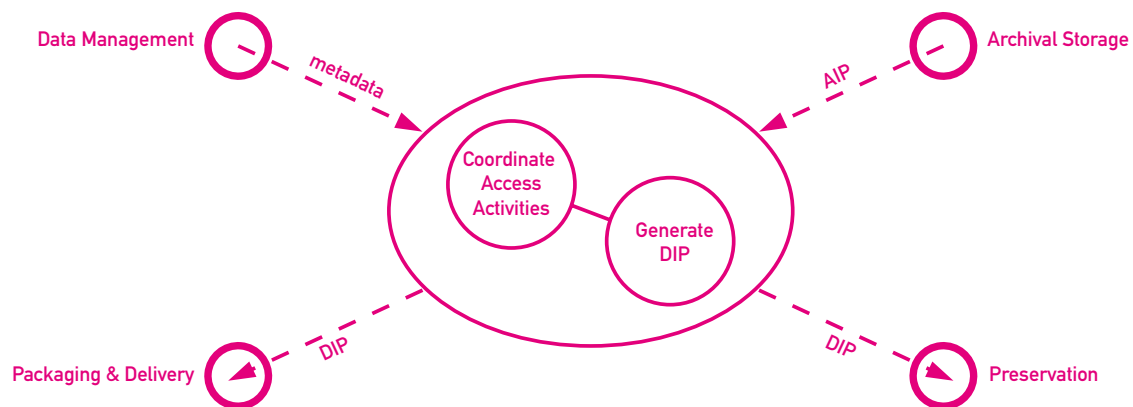 Data Management
metadata
AIP
Archival Storage
Coordinate
Access
Activities
Generate
DIP
Packaging & Delivery
DIP
DIP
Preservation